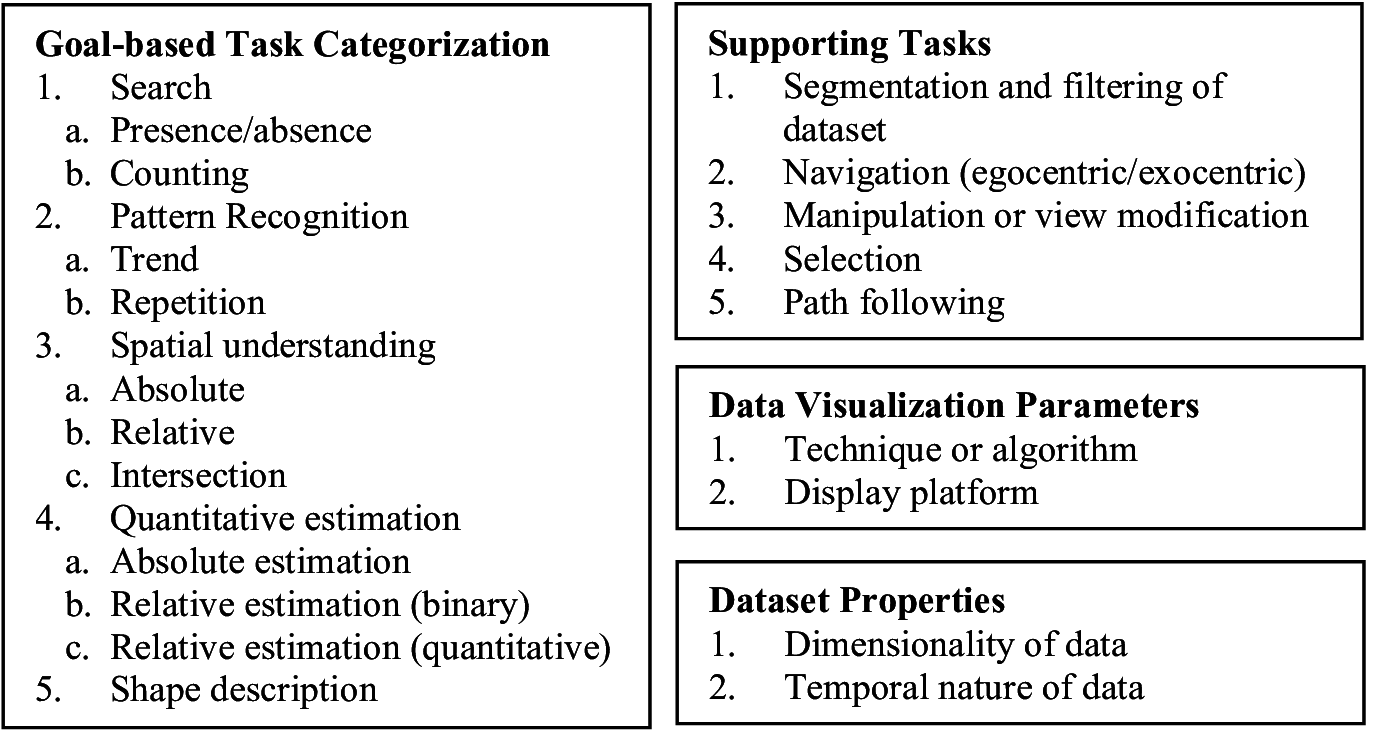 Goal-based Task Categorization
1. Search
a. Presence/absence
b. Counting
2. Pattern Recognition
a. Trend
b. Repetition
3. Spatial understanding
a. Absolute
b. Relative
c. Intersection
4. Quantitative estimation
a. Absolute estimation
b. Relative estimation (binary)
c. Relative estimation (quantitative)
5. Shape description
Supporting Tasks
1. Segmentation and filtering of
dataset
2. Navigation (egocentric/exocentric)
3. Manipulation or view modification
4. Selection
5. Path following
Data Visualization Parameters
1. Technique or algorithm
2. Display platform
Dataset Properties
1. Dimensionality of data
2. Temporal nature of data